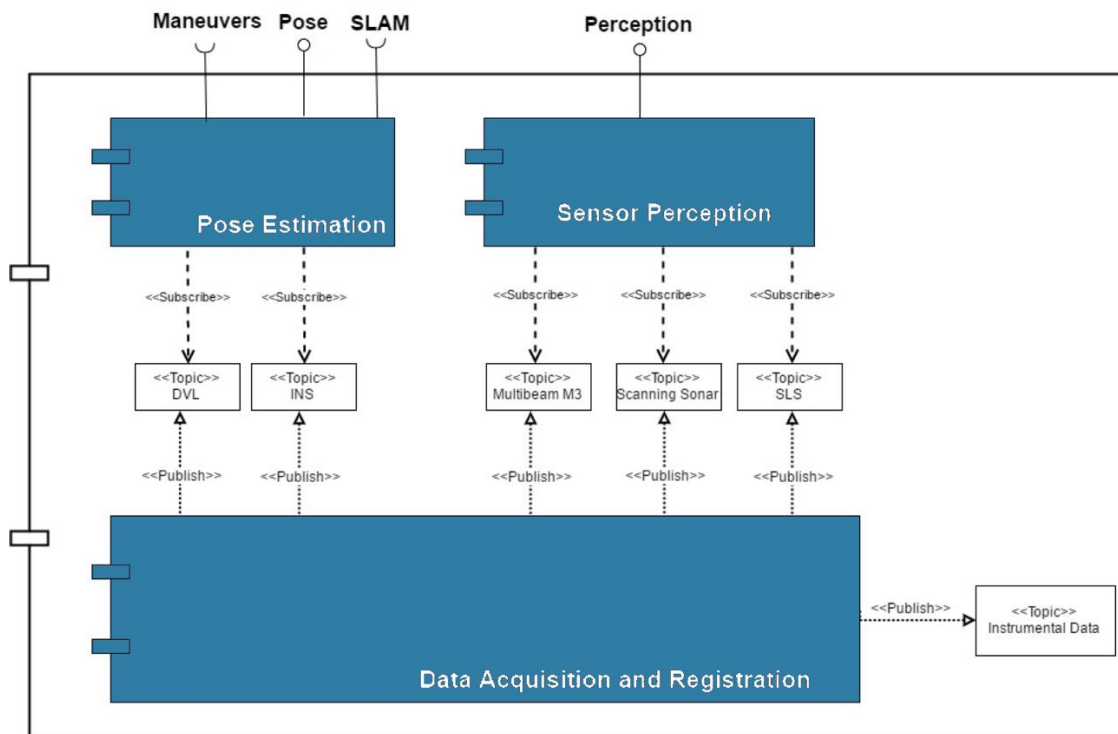 Maneuvers Pose SLAM Perception
Pose Estimation
Sensor Perception
<<Subscribe>> <<Subscribe>> <<Subscribe>> <<Subscribe>> <<Subscribe>>
<<Topic>> <<Topic>> <<Topic>> <<Topic>> <<Topic>>
DVL INS Multibeam M3 Scanning Sonar SLS
<<Publish>> <<Publish>> <<Publish>> <<Publish>> <<Publish>>
<<Publish>> <<Topic>>
Instrumental Data
Data Acquisition and Registration